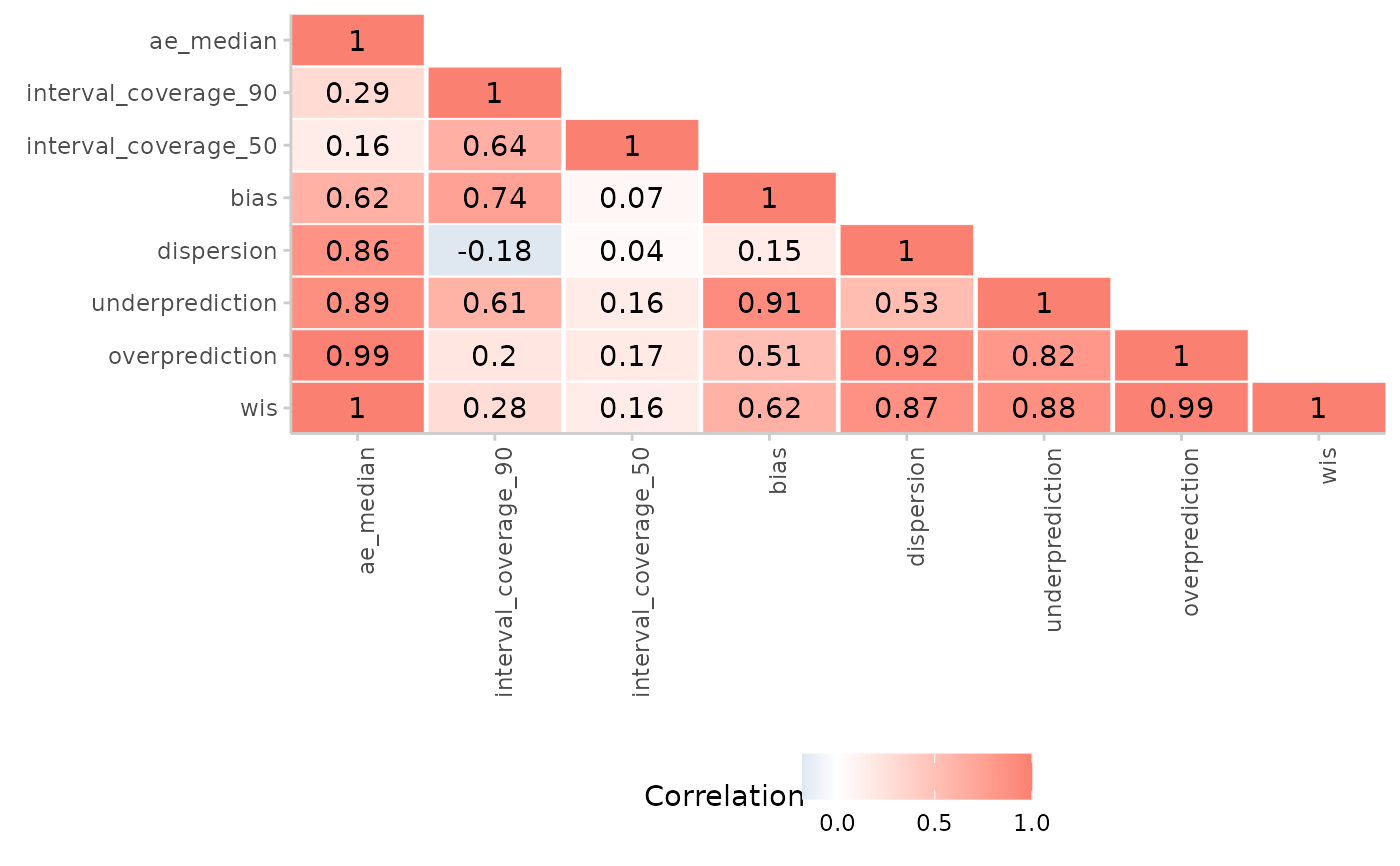 ae_median 1
interval_coverage_90 0.29 1
interval_coverage_50 0.16 0.64 1
bias 0.62 0.74 0.07 1
dispersion 0.86 -0.18 0.04 0.15 1
underprediction 0.89 0.61 0.16 0.91 0.53 1
overprediction 0.99 0.2 0.17 0.51 0.92 0.82 1
wis 1 0.28 0.16 0.62 0.87 0.88 0.99 1
ae_median
interval_coverage_90
interval_coverage_50
bias
dispersion
underprediction
overprediction
wis
Correlation
0.0 0.5 1.0